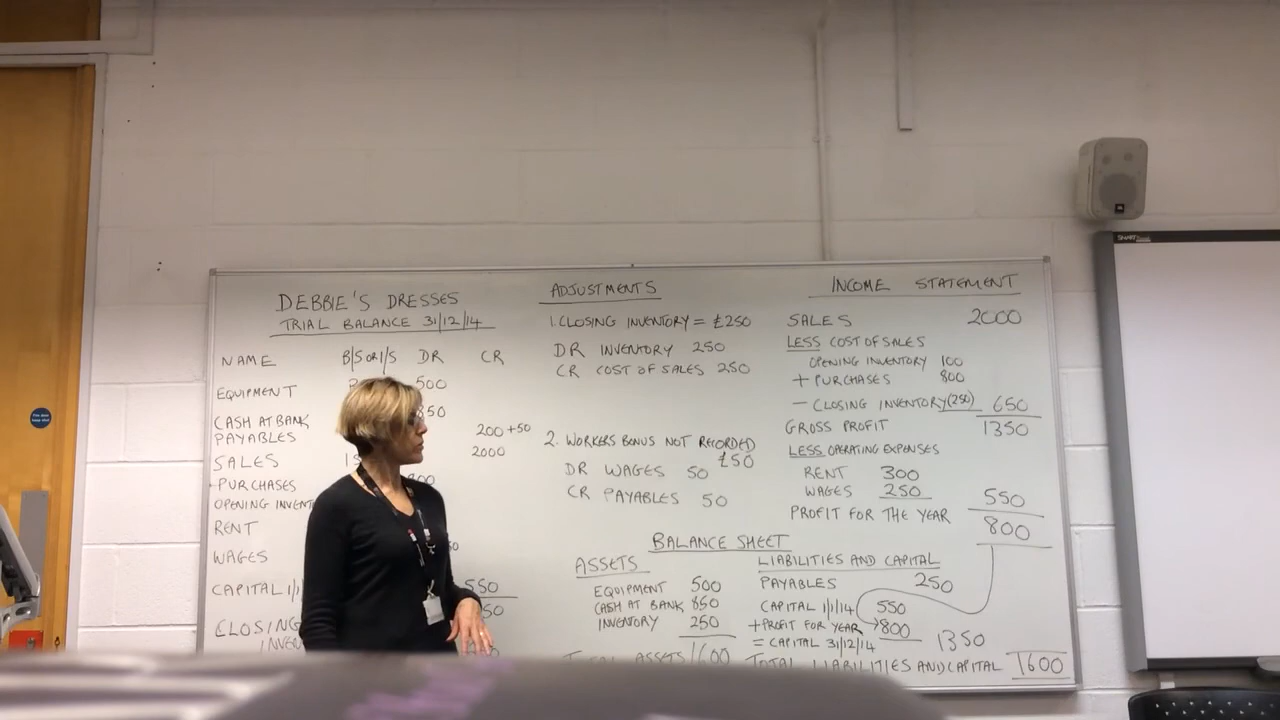 DEBBIE'S DRESSES
TRIAL BALANCE 31/12/14
NAME B/S OR I/S DR CR
EQUIPMENT 500
CASH AT BANK 850
PAYABLES 200 +50
SALES 2000
PURCHASES
OPENING
RENT
WAGES
CAPITAL 550
ADJUSTMENTS
1. CLOSING INVENTORY = £250
DR INVENTORY 250
CR COST OF SALES 250
2. WORKERS BONUS NOT RECORDED
£50
DR WAGES 50
CR PAYABLES 50
INCOME STATEMENT
SALES 2000
LESS COST OF SALES
OPENING INVENTORY 100
+ PURCHASES 800
- CLOSING INVENTORY (250) 650
GROSS PROFIT 1350
LESS OPERATING EXPENSES
RENT 300
WAGES 250 550
PROFIT FOR THE YEAR 800
BALANCE SHEET
ASSETS
EQUIPMENT 500
CASH AT BANK 850
INVENTORY 250
TOTAL ASSETS 1600
LIABILITIES AND CAPITAL
PAYABLES 250
CAPITAL 1/1/14 550
+ PROFIT FOR YEAR → 800
= CAPITAL 31/12/14 1350
TOTAL LIABILITIES AND CAPITAL 1600
SMART
JBL